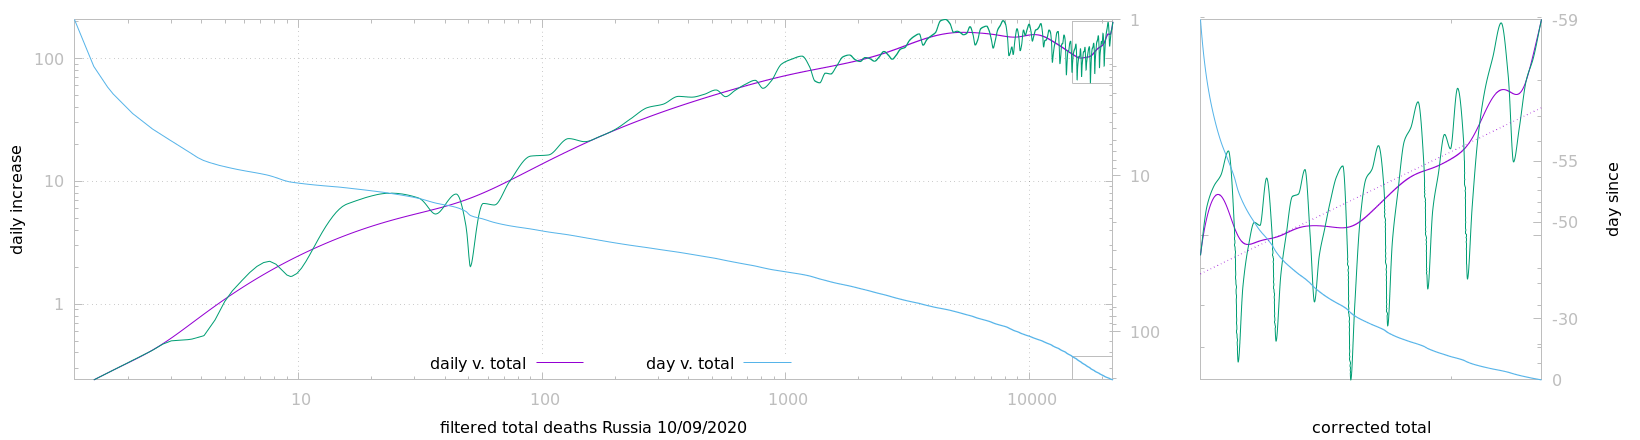 daily increase
100
10
1
10
100
1000
10000
filtered total deaths Russia 10/09/2020
daily v. total
day v. total
1
10
100
-59
-55
-50
-30
0
day since
corrected total